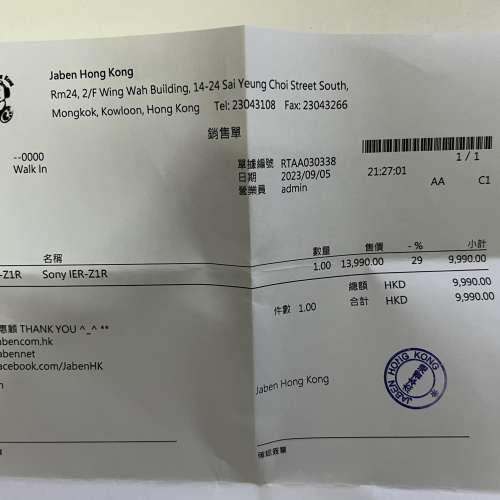 Jaben Hong Kong
Rm24, 2/F Wing Wah Building, 14-24 Sai Yeung Choi Street South,
Mongkok, Kowloon, Hong Kong Tel: 23043108 Fax: 23043266
銷售單
--0000
Walk In
1 / 1
單據編號 RTAA030338
日期 2023/09/05 21:27:01 AA C1
營業員 admin
名稱 數量 售價 - % 小計
-Z1R Sony IER-Z1R 1.00 13,990.00 29 9,990.00
總額 HKD 9,990.00
件數 1.00 合計 HKD 9,990.00
惠顧 THANK YOU ^_^ **
abencom.hk
abennet
acebook.com/JabenHK
Jaben Hong Kong
JABEN HONG KONG